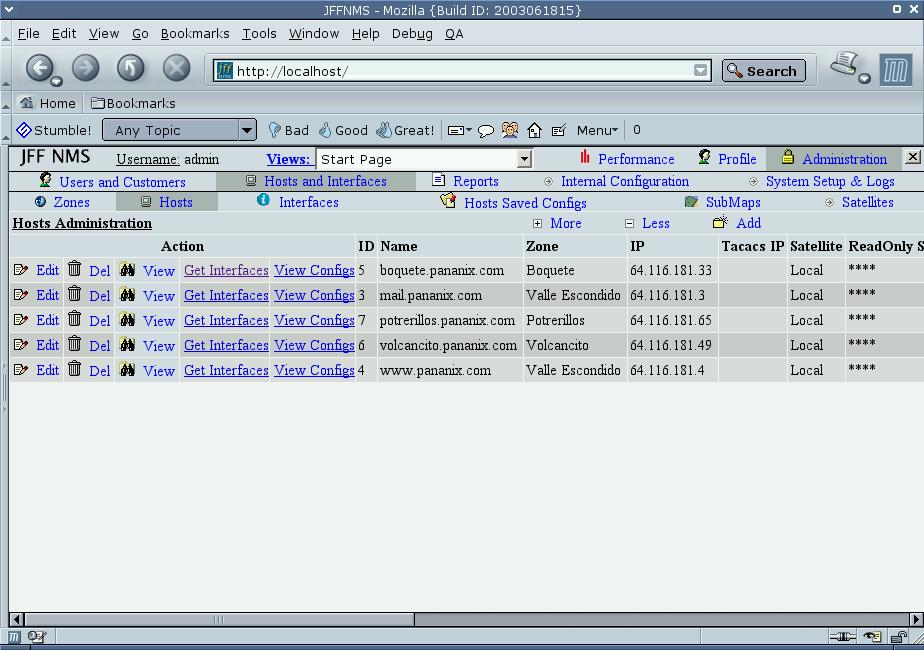 JFFNMS - Mozilla {Build ID: 2003061815}
File Edit View Go Bookmarks Tools Window Help Debug QA
http://localhost/ Search
Home Bookmarks
Stumble! Any Topic Bad Good Great! Menu 0
JFF NMS Username: admin Views: Start Page Performance Profile Administration
Users and Customers Hosts and Interfaces Reports Internal Configuration System Setup & Logs
Zones Hosts Interfaces Hosts Saved Configs SubMaps Satellites
Hosts Administration More Less Add
Action ID Name Zone IP Tacacs IP Satellite ReadOnly S
Edit Del View Get Interfaces View Configs 5 boquete.pananix.com Boquete 64.116.181.33 Local ****
Edit Del View Get Interfaces View Configs 3 mail.pananix.com Valle Escondido 64.116.181.3 Local ****
Edit Del View Get Interfaces View Configs 7 potrerillos.pananix.com Potrerillos 64.116.181.65 Local ****
Edit Del View Get Interfaces View Configs 6 volcancito.pananix.com Volcancito 64.116.181.49 Local ****
Edit Del View Get Interfaces View Configs 4 www.pananix.com Valle Escondido 64.116.181.4 Local ****